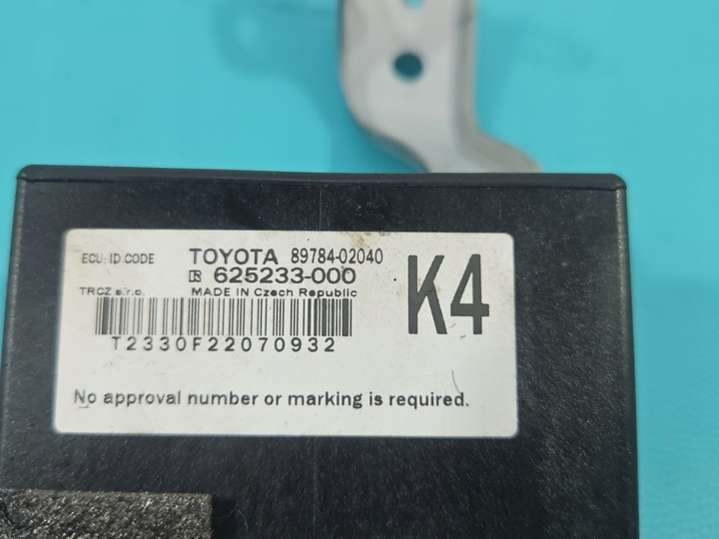 ECU: ID CODE TOYOTA 89784-02040
625233-000
K4
TRCZ s.r.o. MADE IN Czech Republic
T2330F22070932
No approval number or marking is required.